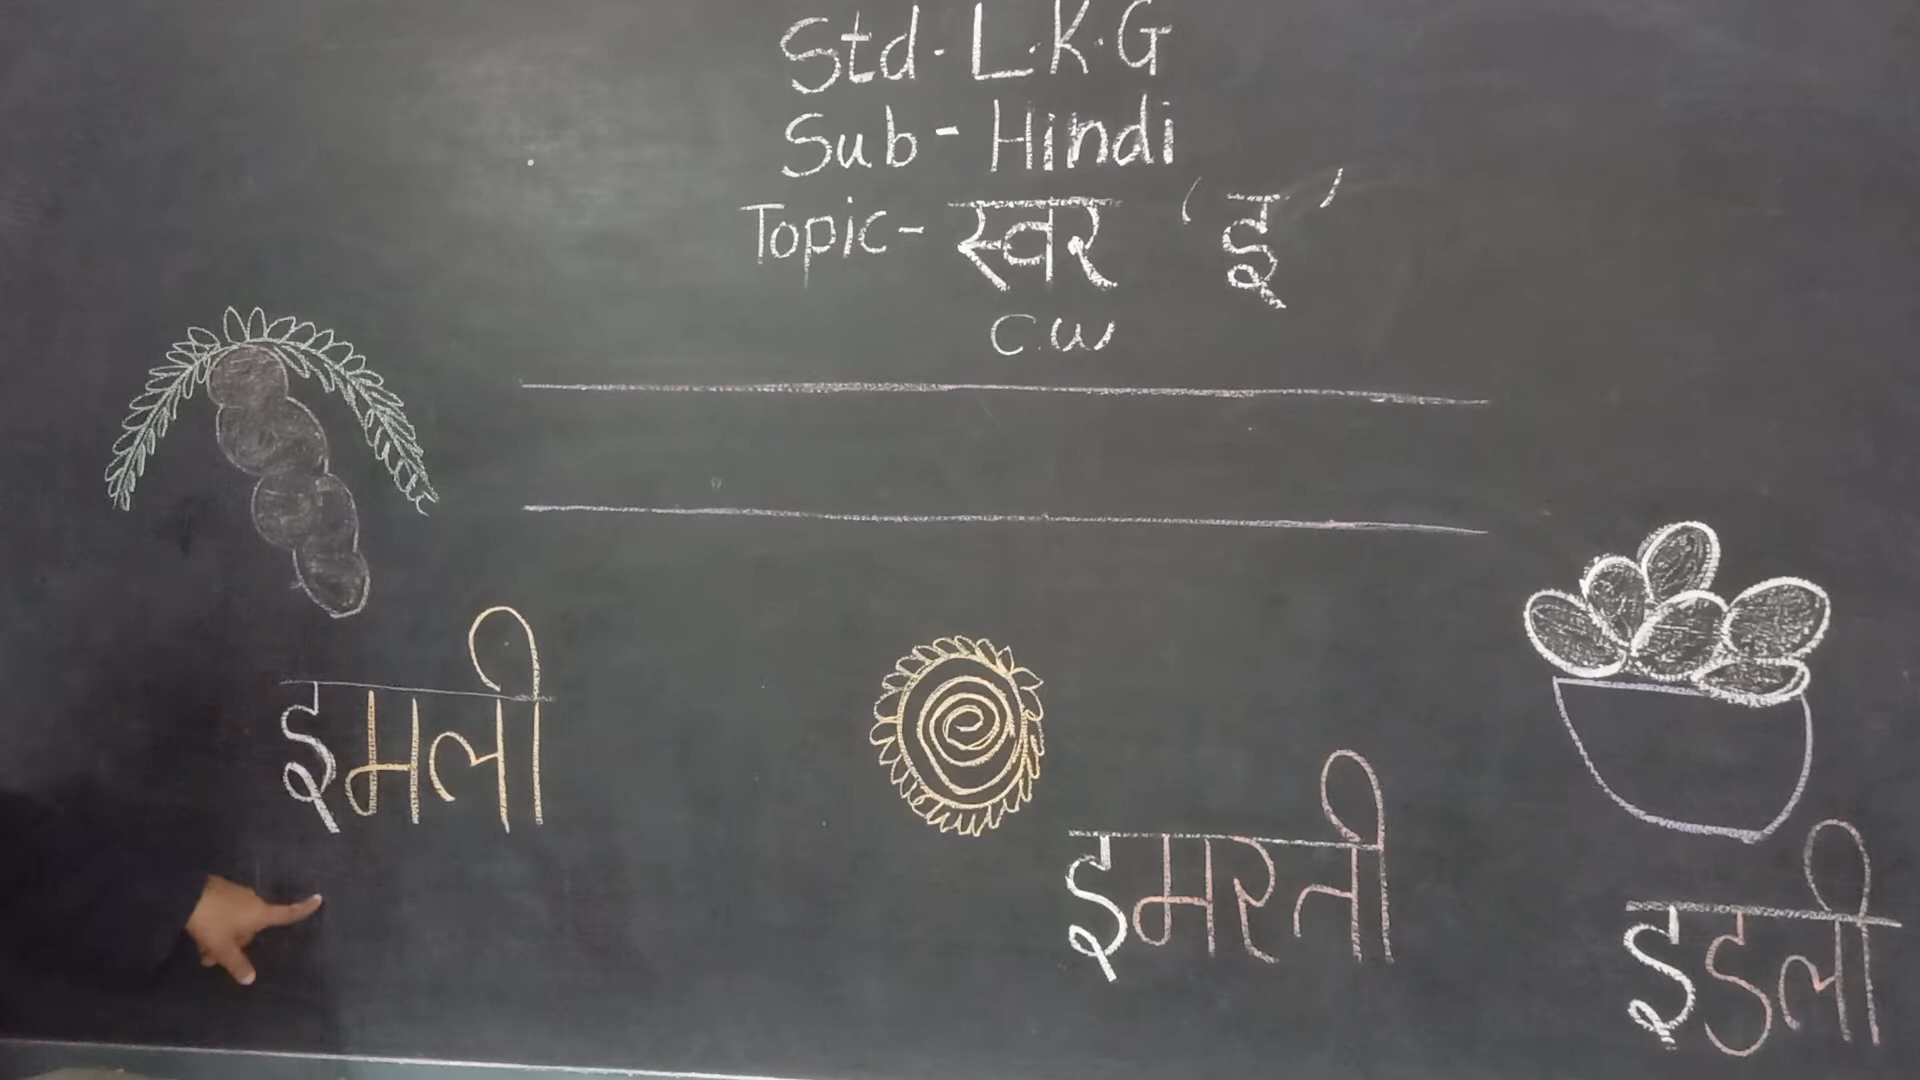 Std - L.K.G
Sub - Hindi
Topic - स्वर 'इ'
C.W
इमली
इमरती
इडली